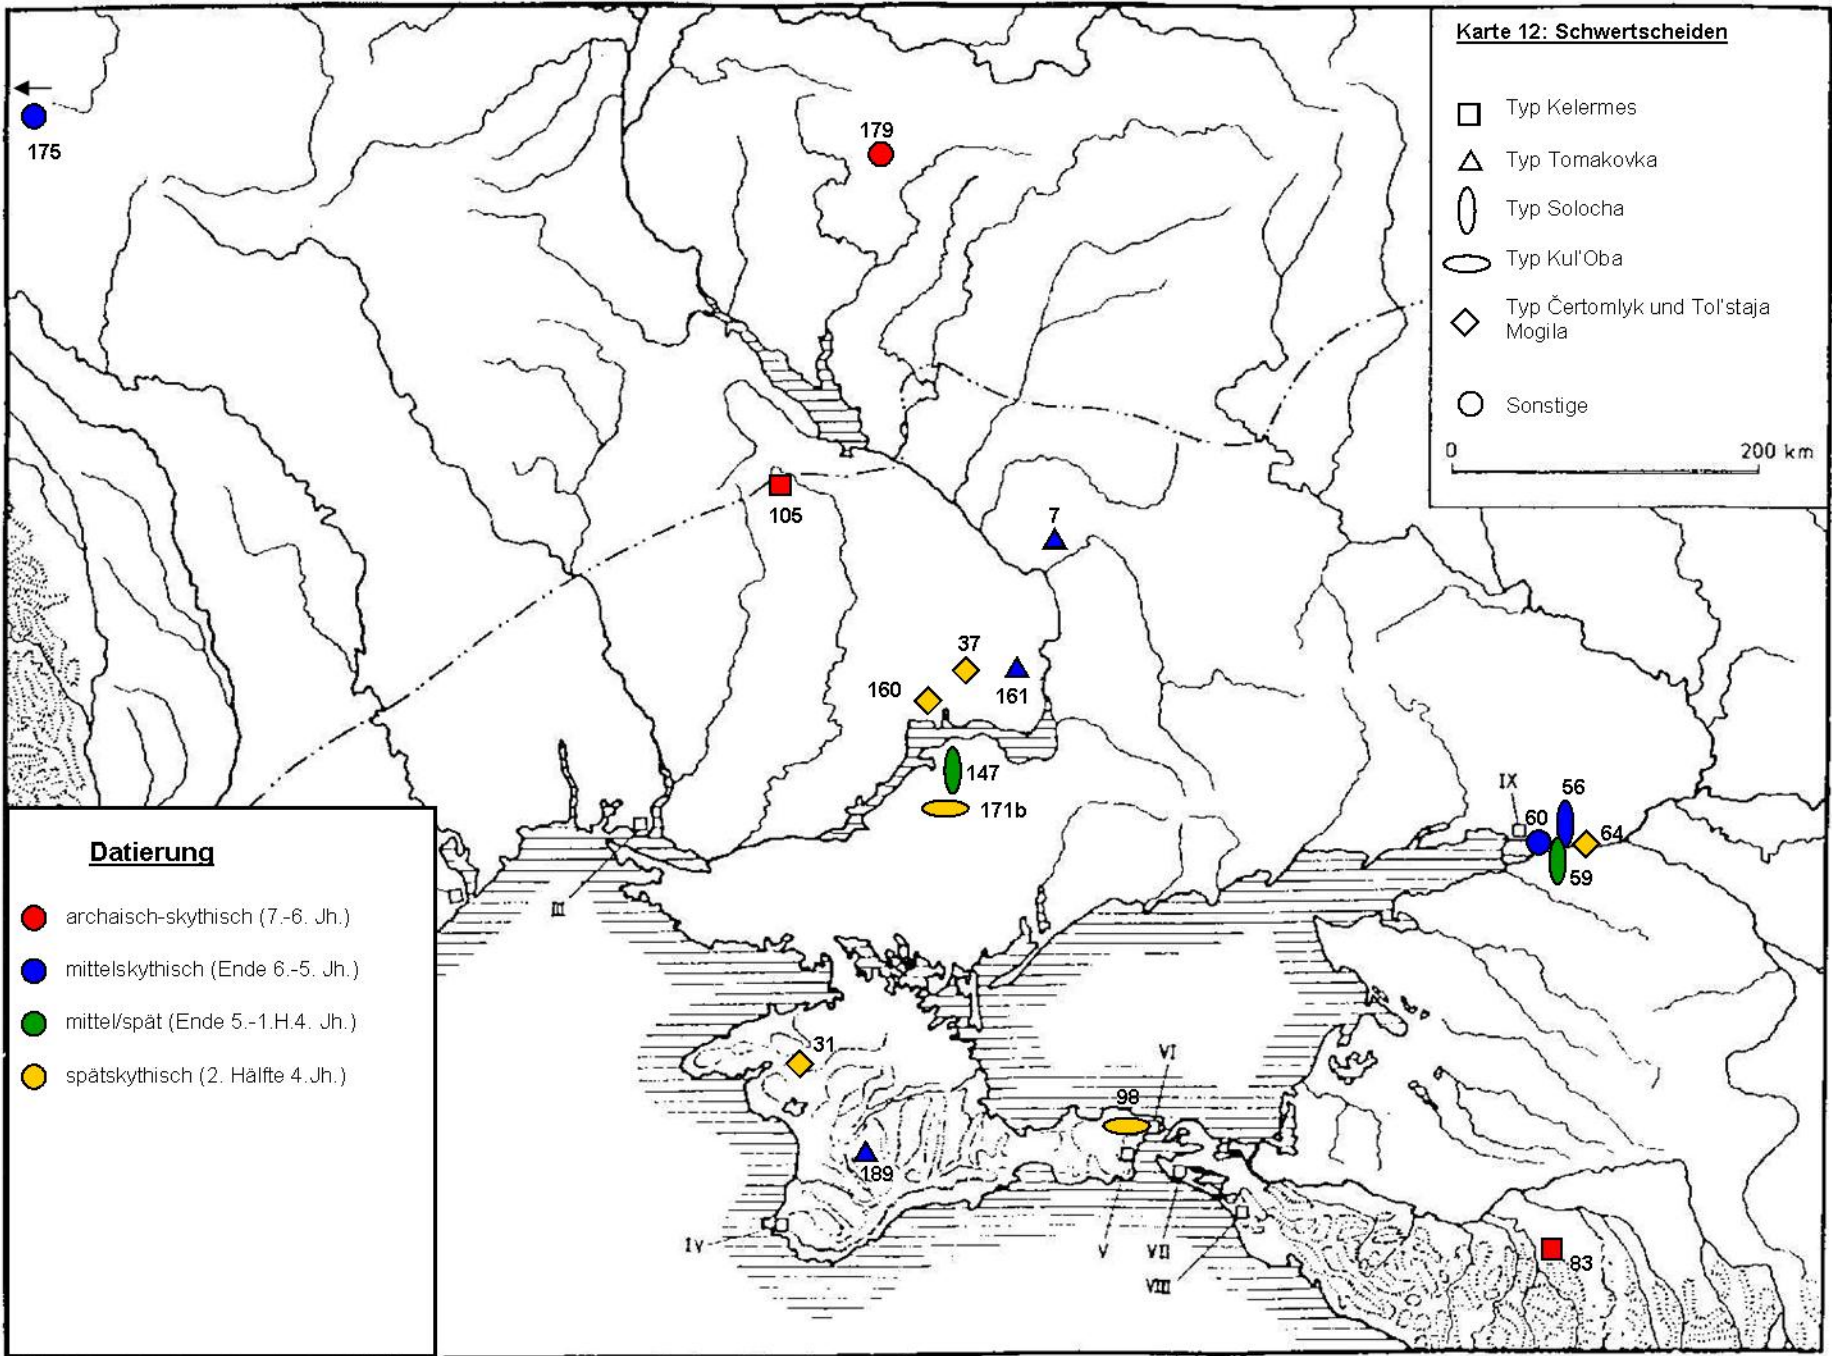 Karte 12: Schwertscheiden
Typ Kelermes
Typ Tomakovka
Typ Solocha
Typ Kul'Oba
Typ Čertomlyk und Tol'staja
Mogila
Sonstige
0 200 km
175
179
105
7
37
160
161
147
171b
IX
56
60
64
59
III
31
VI
98
189
IV
V
VII
VIII
83
Datierung
archaisch-skythisch (7.-6. Jh.)
mittelskythisch (Ende 6.-5. Jh.)
mittel/spät (Ende 5.-1.H.4. Jh.)
spätskythisch (2. Hälfte 4.Jh.)